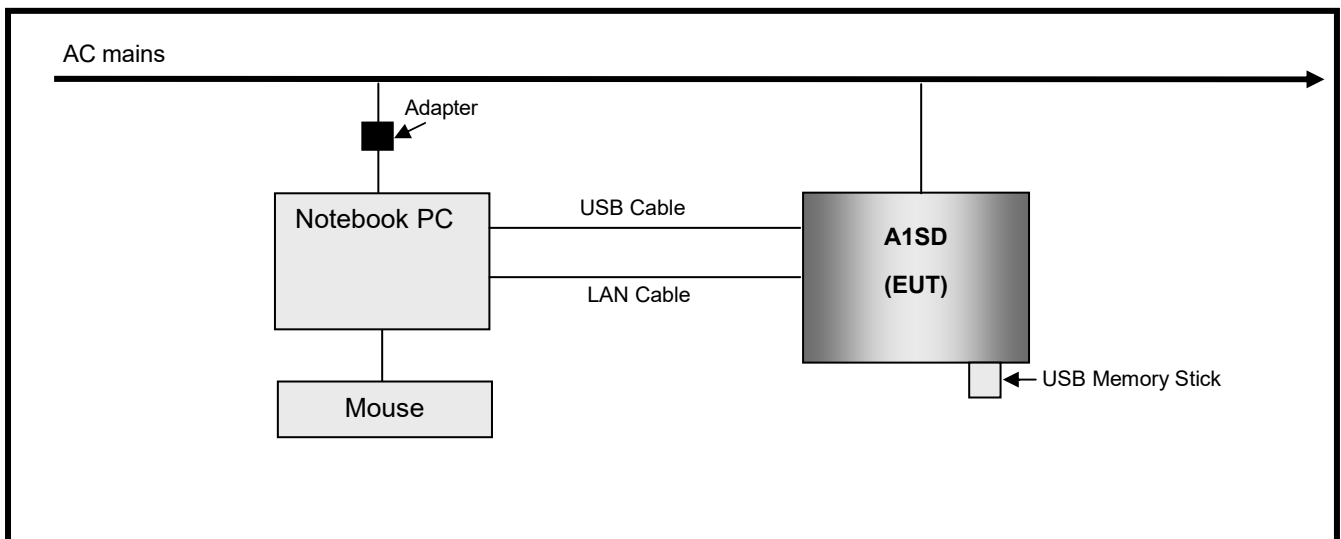 AC mains
Adapter
Notebook PC
USB Cable
A1SD
(EUT)
LAN Cable
USB Memory Stick
Mouse